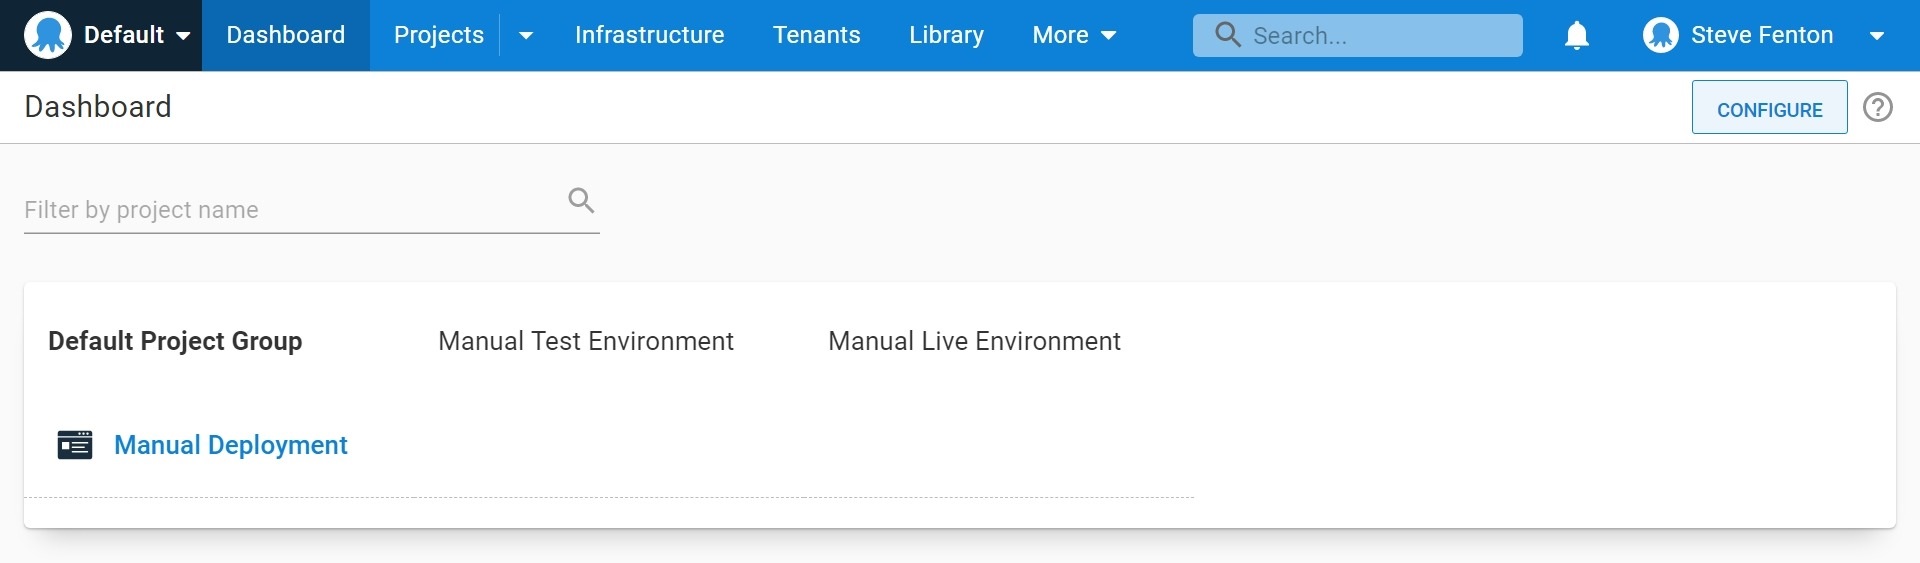 Default Dashboard Projects Infrastructure Tenants Library More Search... Steve Fenton
Dashboard CONFIGURE ?
Filter by project name
Default Project Group Manual Test Environment Manual Live Environment
Manual Deployment